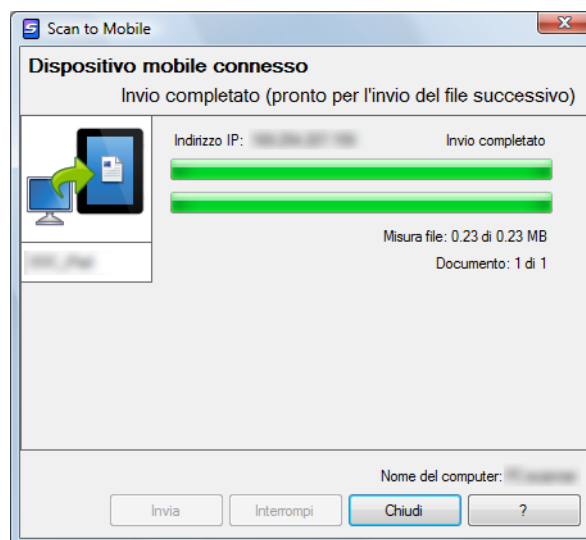 Scan to Mobile
Dispositivo mobile connesso
Invio completato (pronto per l'invio del file successivo)
Indirizzo IP: Invio completato
Misura file: 0.23 di 0.23 MB
Documento: 1 di 1
Nome del computer:
Invia Interrompi Chiudi ?